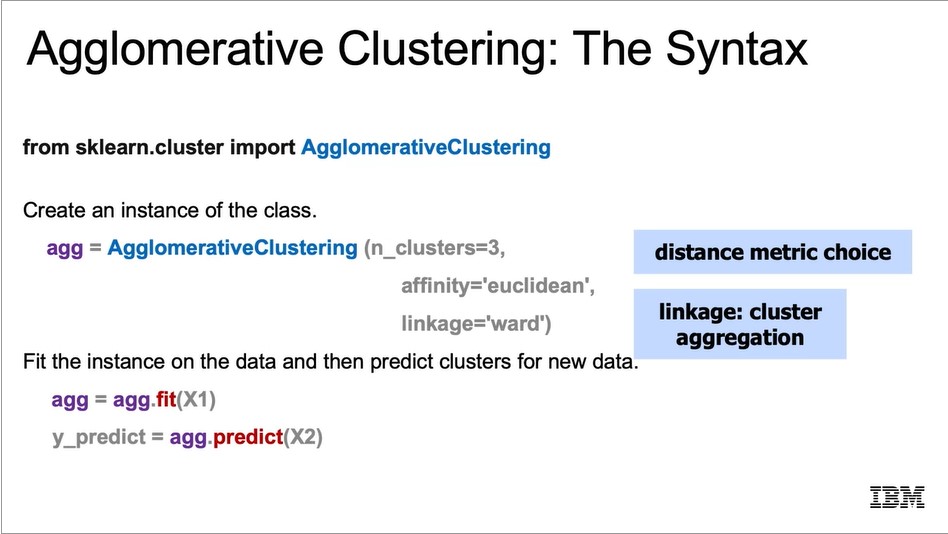 Agglomerative Clustering: The Syntax
from sklearn.cluster import AgglomerativeClustering
Create an instance of the class.
agg = AgglomerativeClustering (n_clusters=3,
affinity='euclidean',
linkage='ward')
distance metric choice
linkage: cluster
aggregation
Fit the instance on the data and then predict clusters for new data.
agg = agg.fit(X1)
y_predict = agg.predict(X2)
IBM